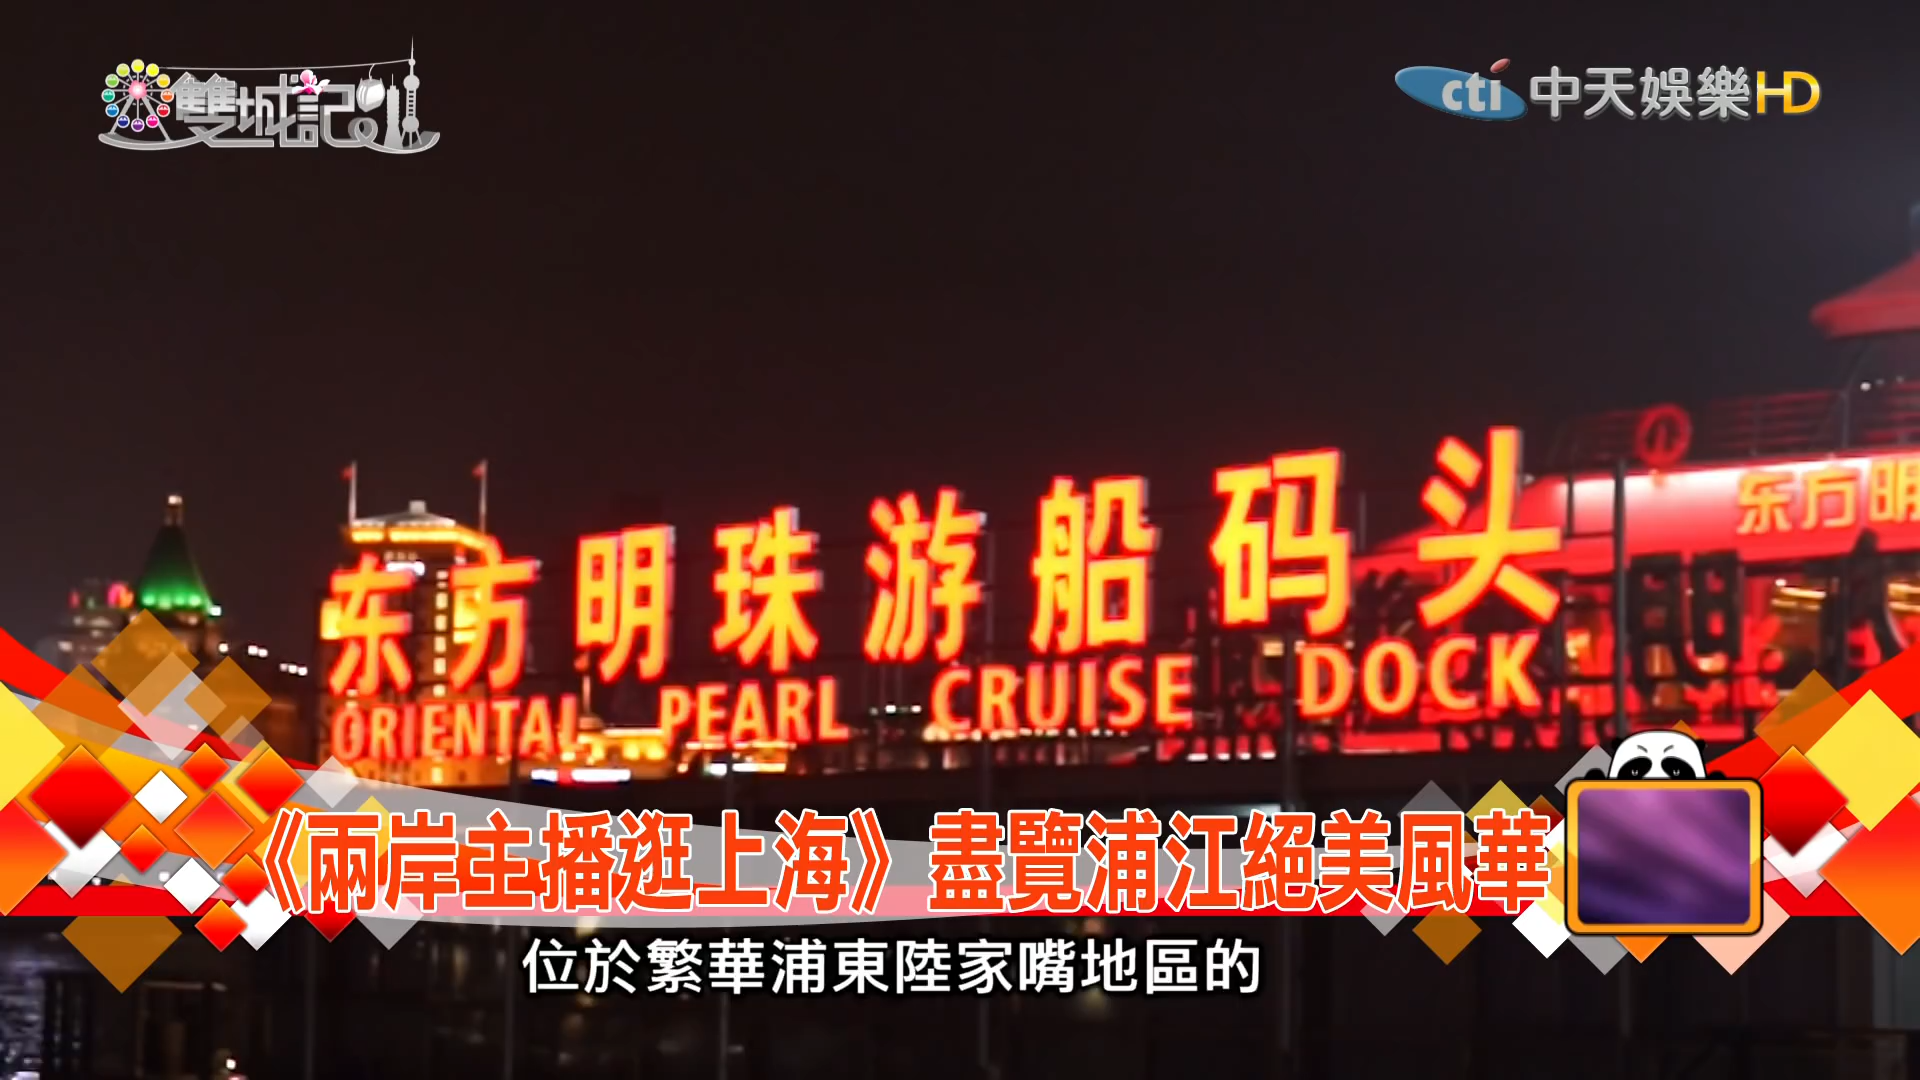 雙城記
cti 中天娛樂HD
东方明珠游船码头
ORIENTAL PEARL CRUISE DOCK
东方明
《兩岸主播逛上海》盡覽浦江絕美風華
位於繁華浦東陸家嘴地區的